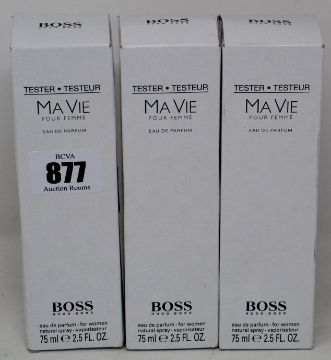 BOSS
TESTER • TESTEUR
MA VIE
POUR FEMME
EAU DE PARFUM
BCVA
877
Auction Rooms
BOSS
HUGO BOSS
eau de parfum - for women
natural spray - vaporisateur
75 ml e 2.5 FL. OZ.
BOSS
TESTER • TESTEUR
MA VIE
POUR FEMME
EAU DE PARFUM
BOSS
HUGO BOSS
eau de parfum - for women
natural spray - vaporisateur
75 ml e 2.5 FL. OZ.
BOSS
TESTER • TESTEUR
MA VIE
POUR FEMME
EAU DE PARFUM
BOSS
HUGO BOSS
eau de parfum - for women
natural spray - vaporisateur
75 ml e 2.5 FL. OZ.